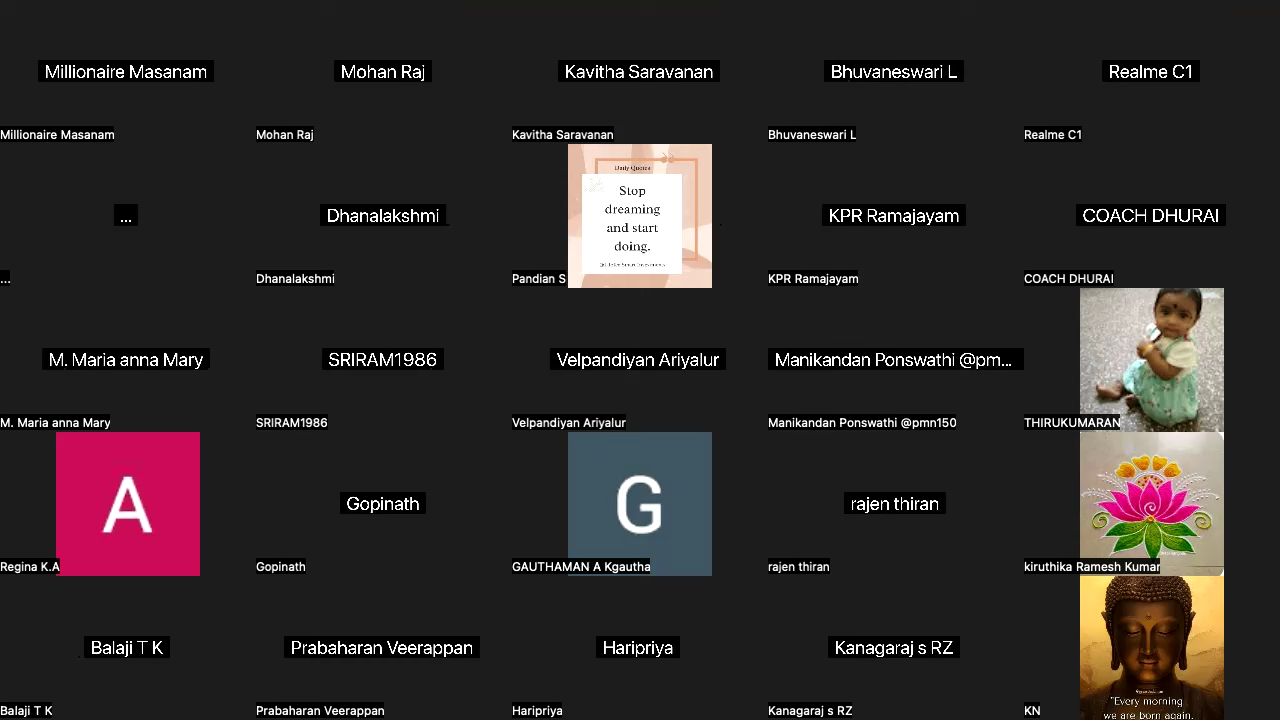 Millionaire Masanam
Mohan Raj
Kavitha Saravanan
Bhuvaneswari L
Realme C1
Millionaire Masanam
Mohan Raj
Kavitha Saravanan
Bhuvaneswari L
Realme C1
...
Dhanalakshmi
Daily Quotes
Stop
dreaming
and start
doing.
KPR Ramajayam
COACH DHURAI
...
Dhanalakshmi
Pandian S
KPR Ramajayam
COACH DHURAI
M. Maria anna Mary
SRIRAM1986
Velpandiyan Ariyalur
Manikandan Ponswathi @pm...
M. Maria anna Mary
SRIRAM1986
Velpandiyan Ariyalur
Manikandan Ponswathi @pmn150
THIRUKUMARAN
A
Gopinath
G
rajen thiran
Regina K.A
Gopinath
GAUTHAMAN A Kgautha
rajen thiran
kiruthika Ramesh Kumar
Balaji T K
Prabaharan Veerappan
Haripriya
Kanagaraj s RZ
"Every morning
we are born again.
Balaji T K
Prabaharan Veerappan
Haripriya
Kanagaraj s RZ
KN